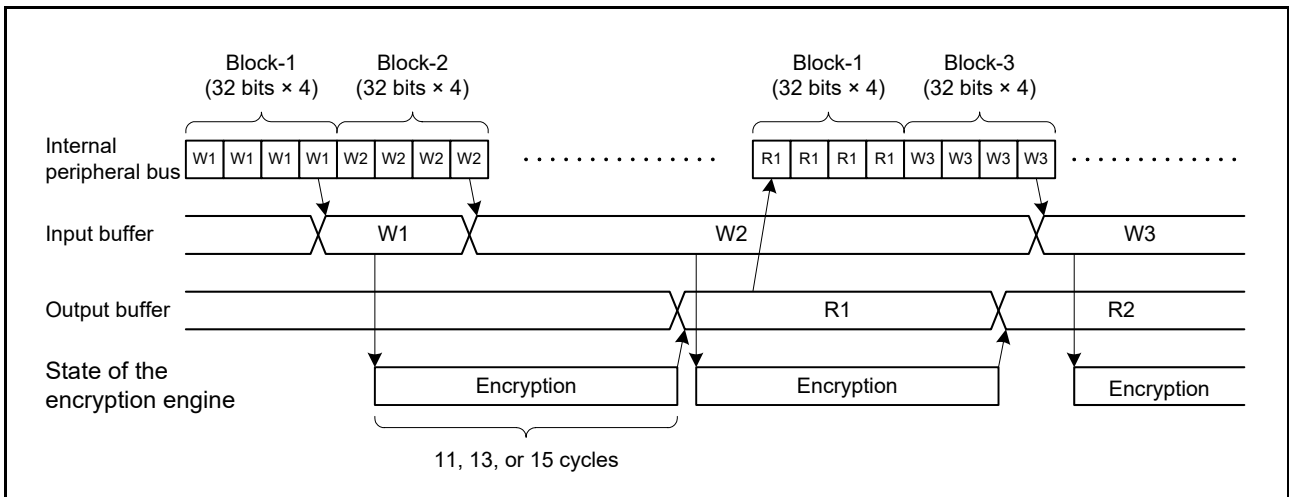 Block-1
(32 bits × 4)
Block-2
(32 bits × 4)
Block-1
(32 bits × 4)
Block-3
(32 bits × 4)
Internal
peripheral bus
W1 W1 W1 W1 W2 W2 W2 W2
R1 R1 R1 R1 W3 W3 W3 W3
Input buffer
W1
W2
W3
Output buffer
R1
R2
State of the
encryption engine
Encryption
Encryption
Encryption
11, 13, or 15 cycles